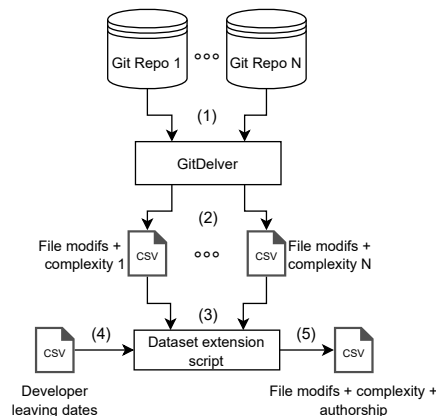 Git Repo 1
Git Repo N
(1)
GitDelver
(2)
File modifs +
complexity 1
CSV
CSV
File modifs +
complexity N
(3)
(4)
(5)
CSV
Dataset extension
script
CSV
Developer
leaving dates
File modifs + complexity +
authorship